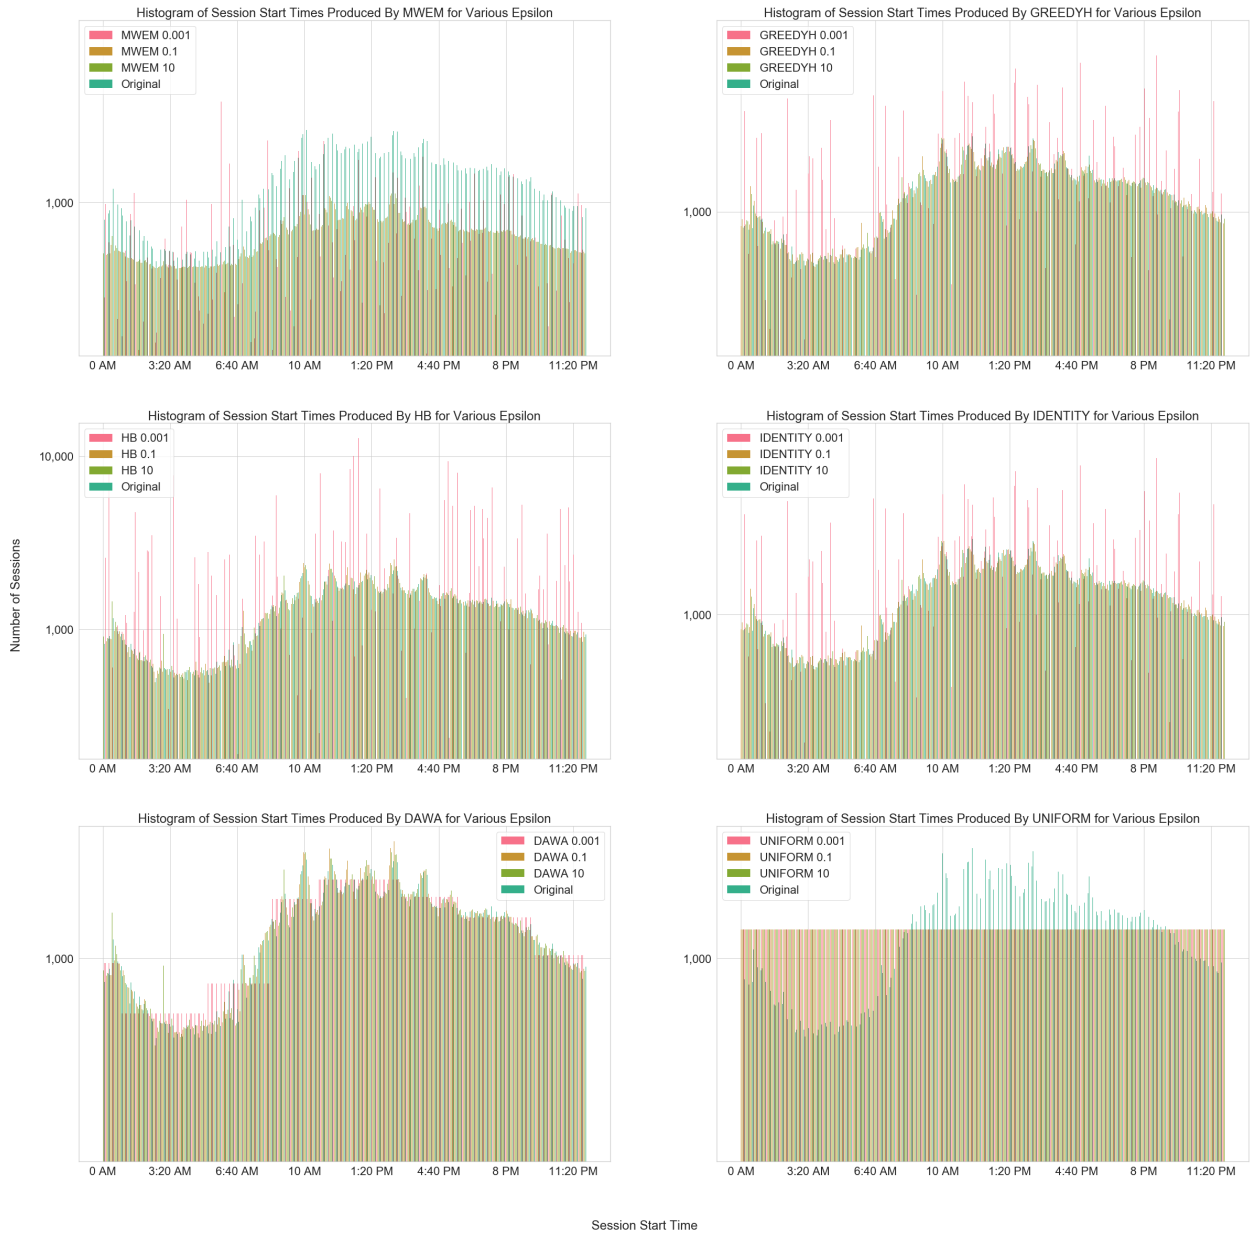 Histogram of Session Start Times Produced By MWEM for Various Epsilon
MWEM 0.001
MWEM 0.1
MWEM 10
Original
1,000
0 AM 3:20 AM 6:40 AM 10 AM 1:20 PM 4:40 PM 8 PM 11:20 PM
Histogram of Session Start Times Produced By GREEDYH for Various Epsilon
GREEDYH 0.001
GREEDYH 0.1
GREEDYH 10
Original
1,000
0 AM 3:20 AM 6:40 AM 10 AM 1:20 PM 4:40 PM 8 PM 11:20 PM
Number of Sessions
Histogram of Session Start Times Produced By HB for Various Epsilon
HB 0.001
HB 0.1
HB 10
Original
10,000
1,000
0 AM 3:20 AM 6:40 AM 10 AM 1:20 PM 4:40 PM 8 PM 11:20 PM
Histogram of Session Start Times Produced By IDENTITY for Various Epsilon
IDENTITY 0.001
IDENTITY 0.1
IDENTITY 10
Original
1,000
0 AM 3:20 AM 6:40 AM 10 AM 1:20 PM 4:40 PM 8 PM 11:20 PM
Histogram of Session Start Times Produced By DAWA for Various Epsilon
DAWA 0.001
DAWA 0.1
DAWA 10
Original
1,000
0 AM 3:20 AM 6:40 AM 10 AM 1:20 PM 4:40 PM 8 PM 11:20 PM
Histogram of Session Start Times Produced By UNIFORM for Various Epsilon
UNIFORM 0.001
UNIFORM 0.1
UNIFORM 10
Original
1,000
0 AM 3:20 AM 6:40 AM 10 AM 1:20 PM 4:40 PM 8 PM 11:20 PM
Session Start Time